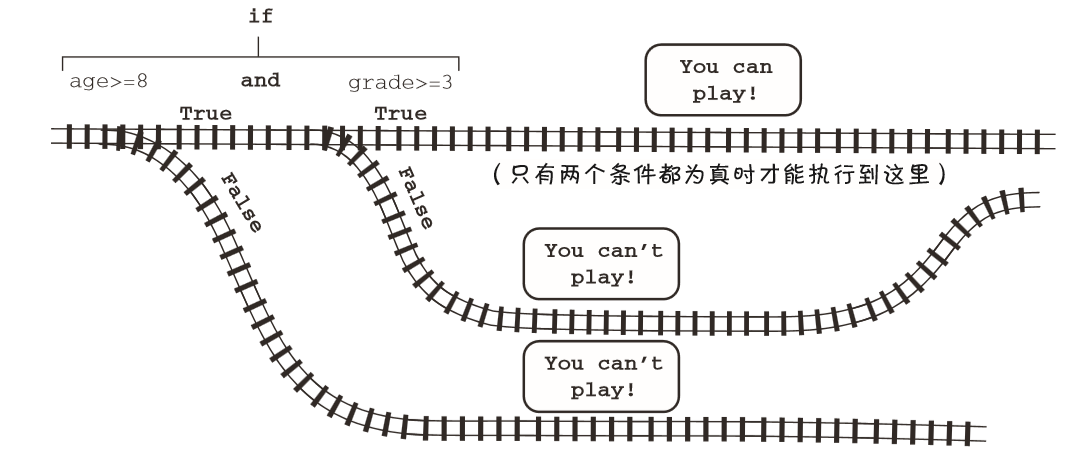 if
age>=8 and grade>=3
True True
You can
play!
(只有两个条件都为真时才能执行到这里)
False False
You can't
play!
You can't
play!